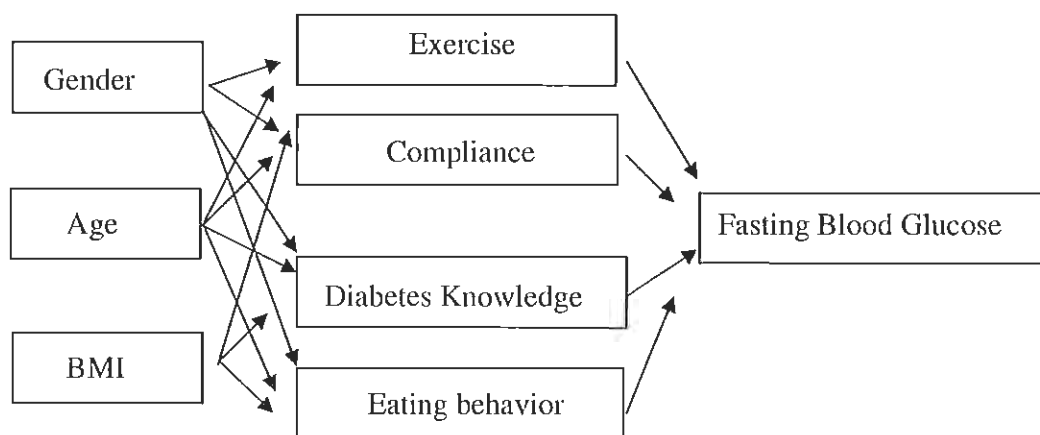 Exercise
Gender
Compliance
Age
Fasting Blood Glucose
Diabetes Knowledge
BMI
Eating behavior